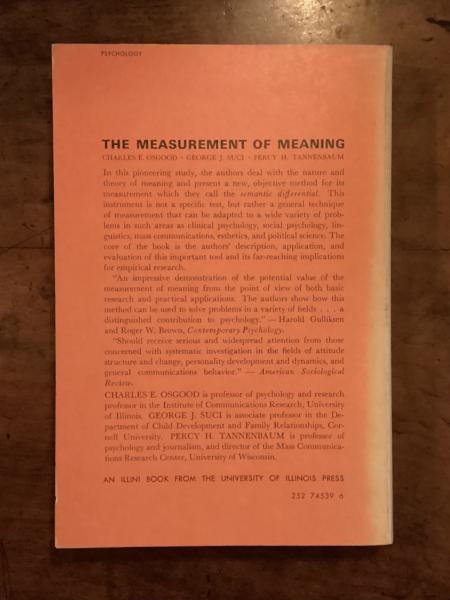 PSYCHOLOGY
THE MEASUREMENT OF MEANING
CHARLES E. OSGOOD • GEORGE J. SUCI • PERCY H. TANNENBAUM
In this pioneering study, the authors deal with the nature and
theory of meaning and present a new, objective method for its
measurement which they call the semantic differential. This
instrument is not a specific test, but rather a general technique
of measurement that can be adapted to a wide variety of prob-
lems in such areas as clinical psychology, social psychology, lin-
guistics, mass communications, esthetics, and political science. The
core of the book is the authors' description, application, and
evaluation of this important tool and its far-reaching implications
for empirical research.
"An impressive demonstration of the potential value of the
measurement of meaning from the point of view of both basic
research and practical applications. The authors show how this
method can be used to solve problems in a variety of fields . . . a
distinguished contribution to psychology."—Harold Gulliksen
and Roger W. Brown, Contemporary Psychology.
"Should receive serious and widespread attention from those
concerned with systematic investigation in the fields of attitude
structure and change, personality development and dynamics, and
general communications behavior." — American Sociological
Review.
CHARLES E. OSGOOD is professor of psychology and research
professor in the Institute of Communications Research, University
of Illinois. GEORGE J. SUCI is associate professor in the De-
partment of Child Development and Family Relationships, Cor-
nell University. PERCY H. TANNENBAUM is professor of
psychology and journalism, and director of the Mass Communica-
tions Research Center, University of Wisconsin.
AN ILLINI BOOK FROM THE UNIVERSITY OF ILLINOIS PRESS
252 74539 6